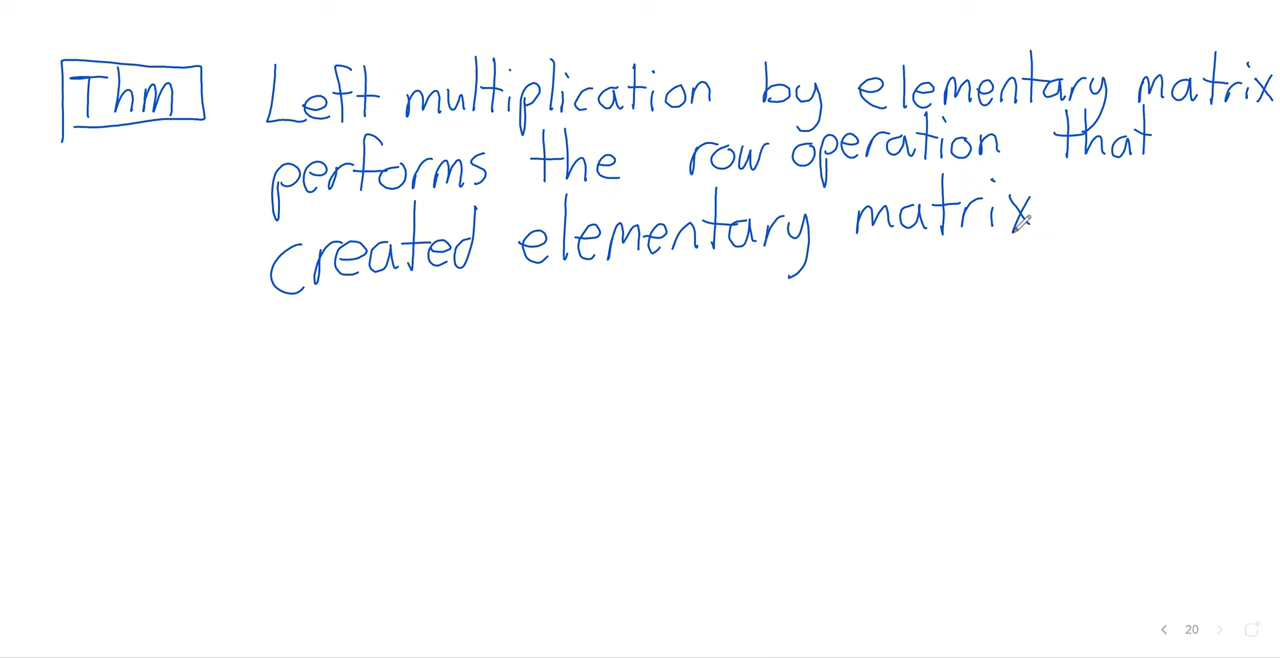 Thm Left multiplication by elementary matrix
performs the row operation that
created elementary matrix
< 20 >